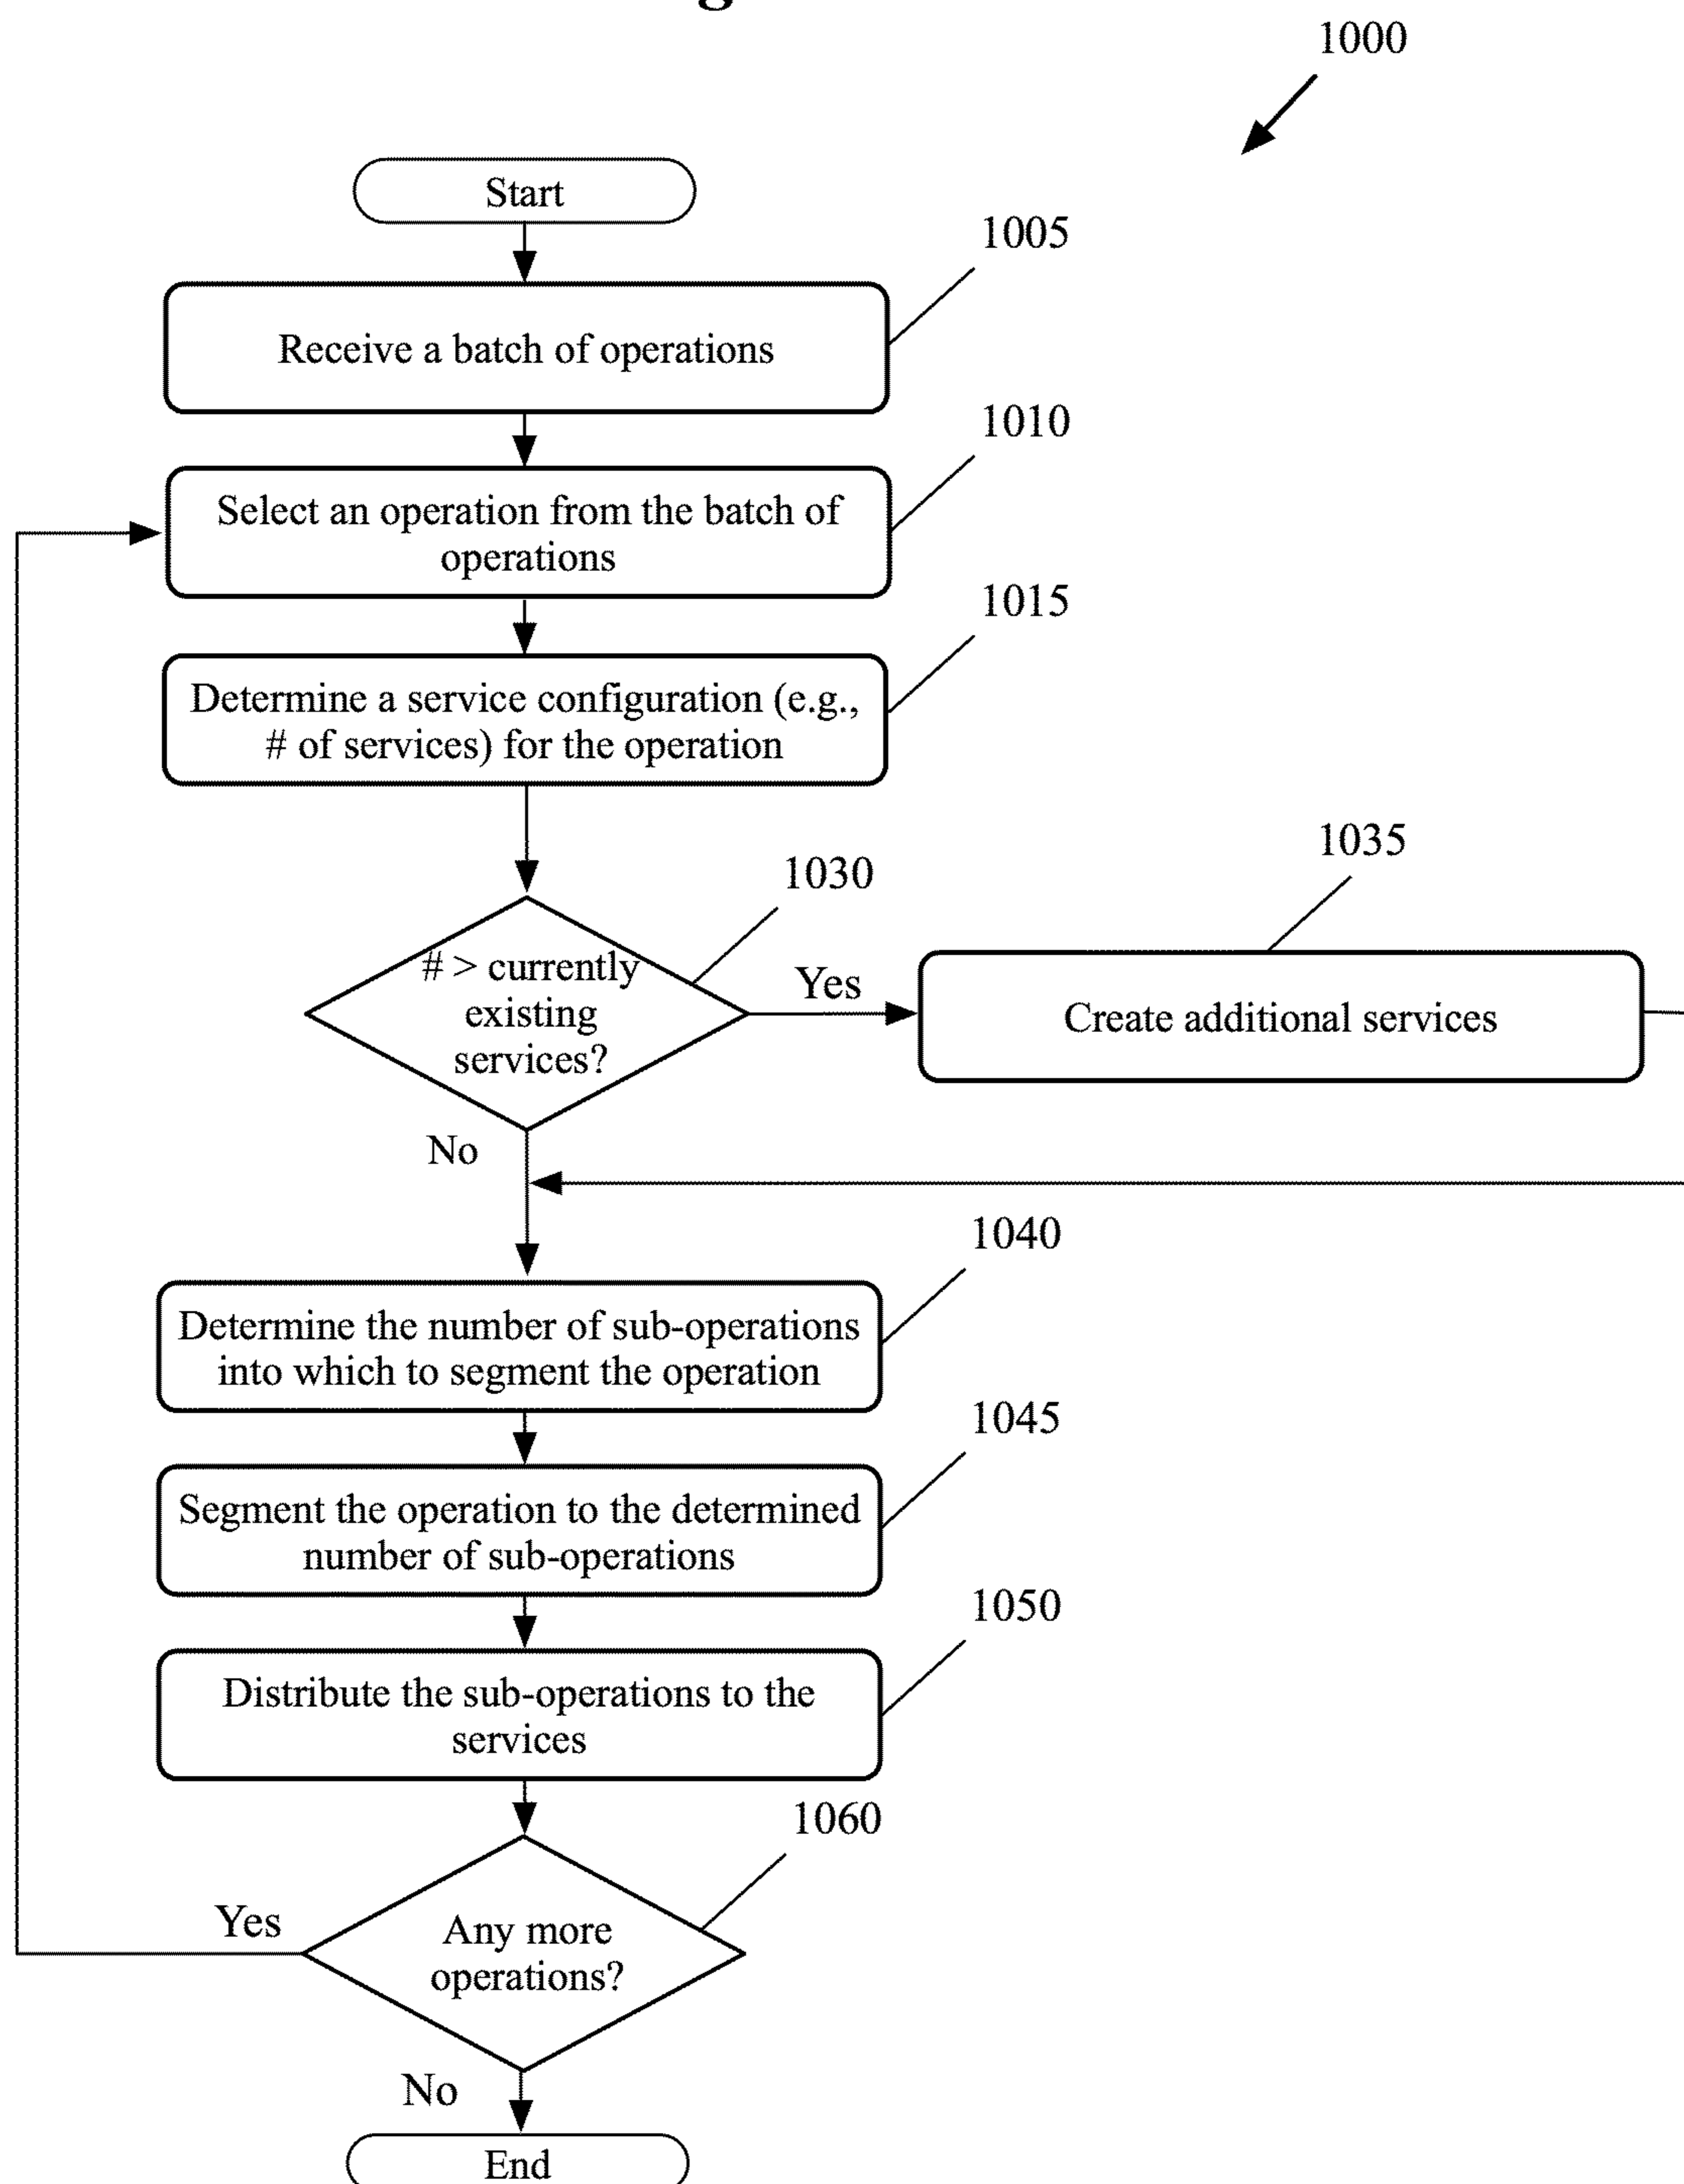 1000
Start
1005
Receive a batch of operations
1010
Select an operation from the batch of
operations
1015
Determine a service configuration (e.g.,
# of services) for the operation
1030
1035
# > currently
existing
services?
Yes
Create additional services
No
1040
Determine the number of sub-operations
into which to segment the operation
1045
Segment the operation to the determined
number of sub-operations
1050
Distribute the sub-operations to the
services
1060
Yes
Any more
operations?
No
End